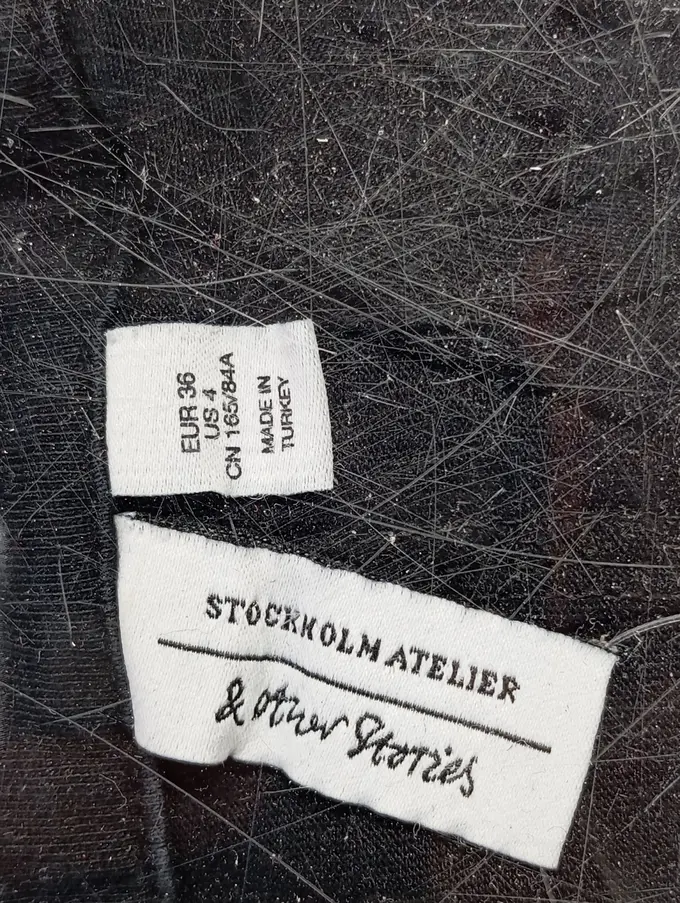 EUR 36
US 4
CN 165/84A
MADE IN
TURKEY
STOCKHOLM ATELIER
& Other Stories